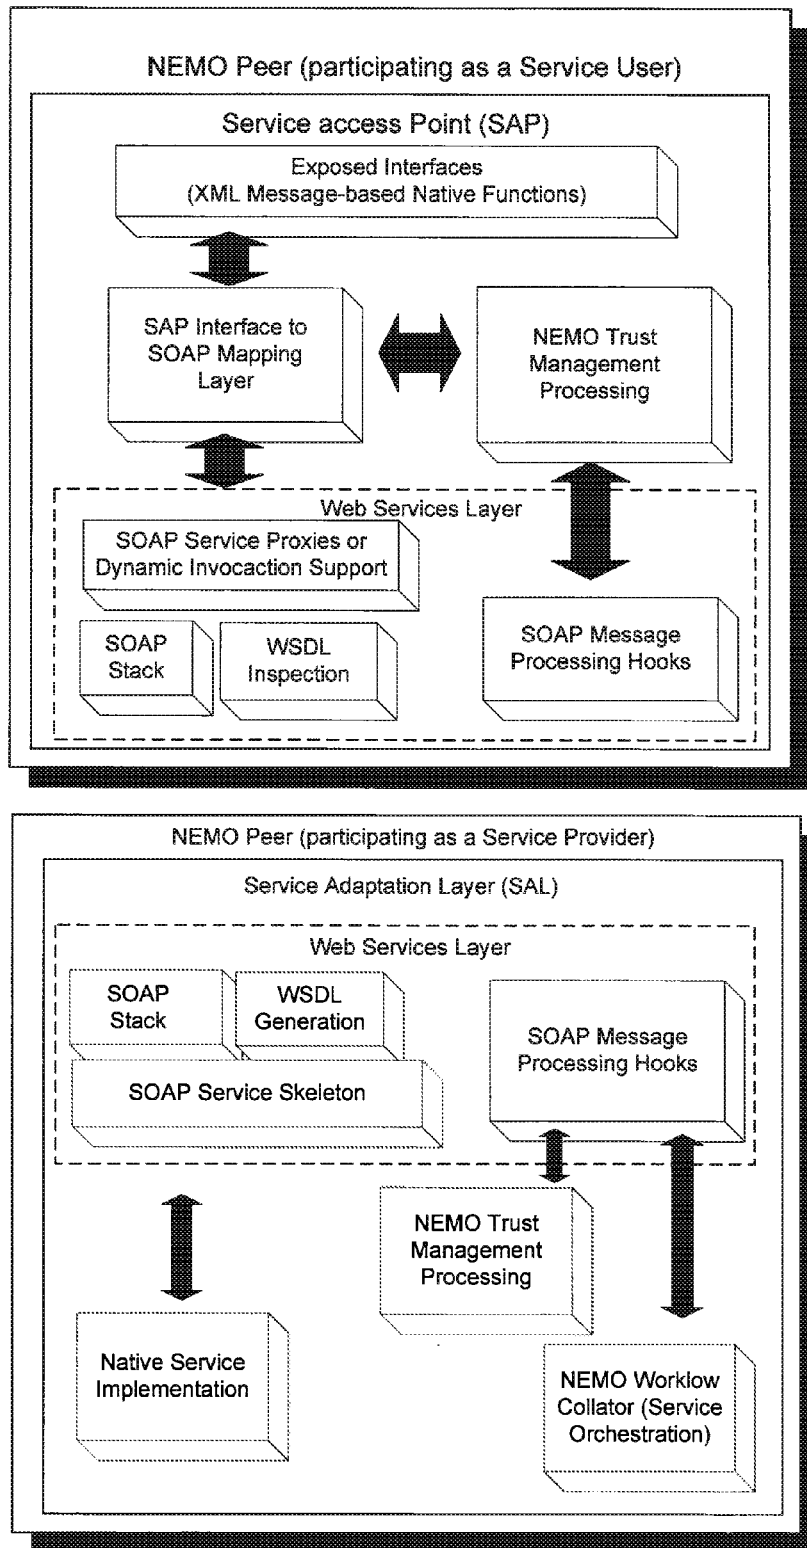 NEMO Peer (participating as a Service User)
Service access Point (SAP)
Exposed Interfaces
(XML Message-based Native Functions)
SAP Interface to
SOAP Mapping
Layer
NEMO Trust
Management
Processing
Web Services Layer
SOAP Service Proxies or
Dynamic Invocaction Support
SOAP
Stack
WSDL
Inspection
SOAP Message
Processing Hooks
NEMO Peer (participating as a Service Provider)
Service Adaptation Layer (SAL)
Web Services Layer
SOAP
Stack
WSDL
Generation
SOAP Message
Processing Hooks
SOAP Service Skeleton
NEMO Trust
Management
Processing
Native Service
Implementation
NEMO Worklow
Collator (Service
Orchestration)